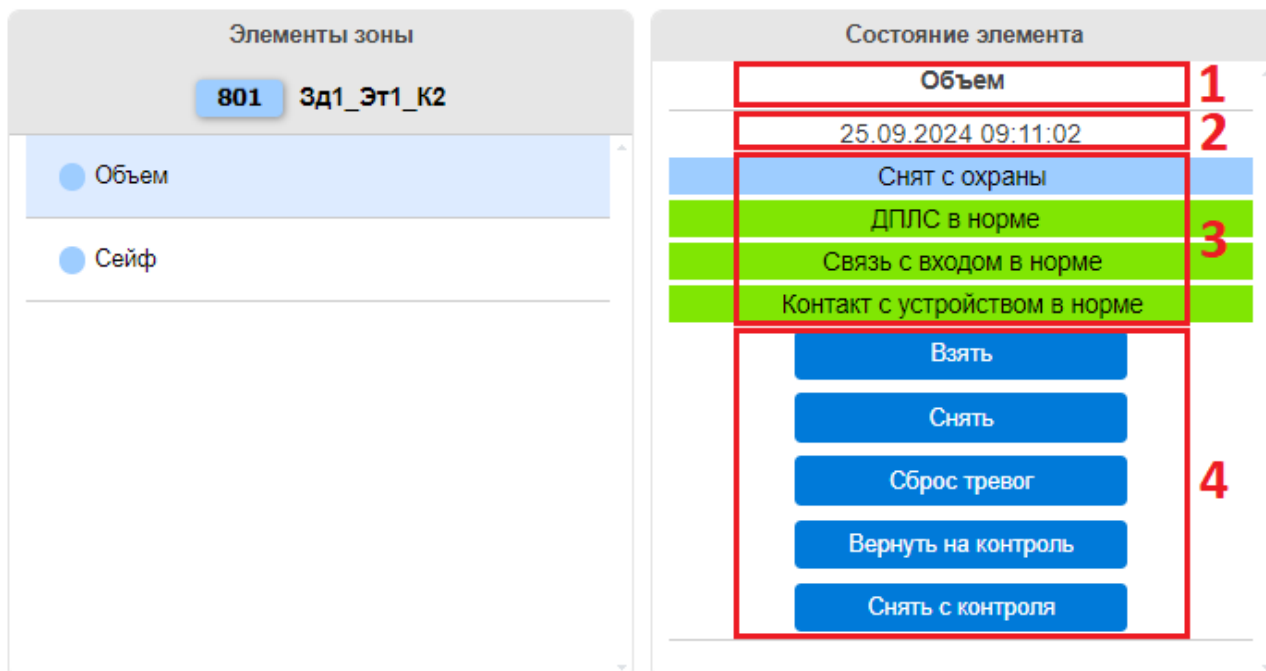 Элементы зоны
801 Зд1_Эт1_К2
Объем
Сейф
Состояние элемента
Объем 1
25.09.2024 09:11:02 2
Снят с охраны
ДПЛС в норме
3
Связь с входом в норме
Контакт с устройством в норме
Взять
Снять
Сброс тревог 4
Вернуть на контроль
Снять с контроля